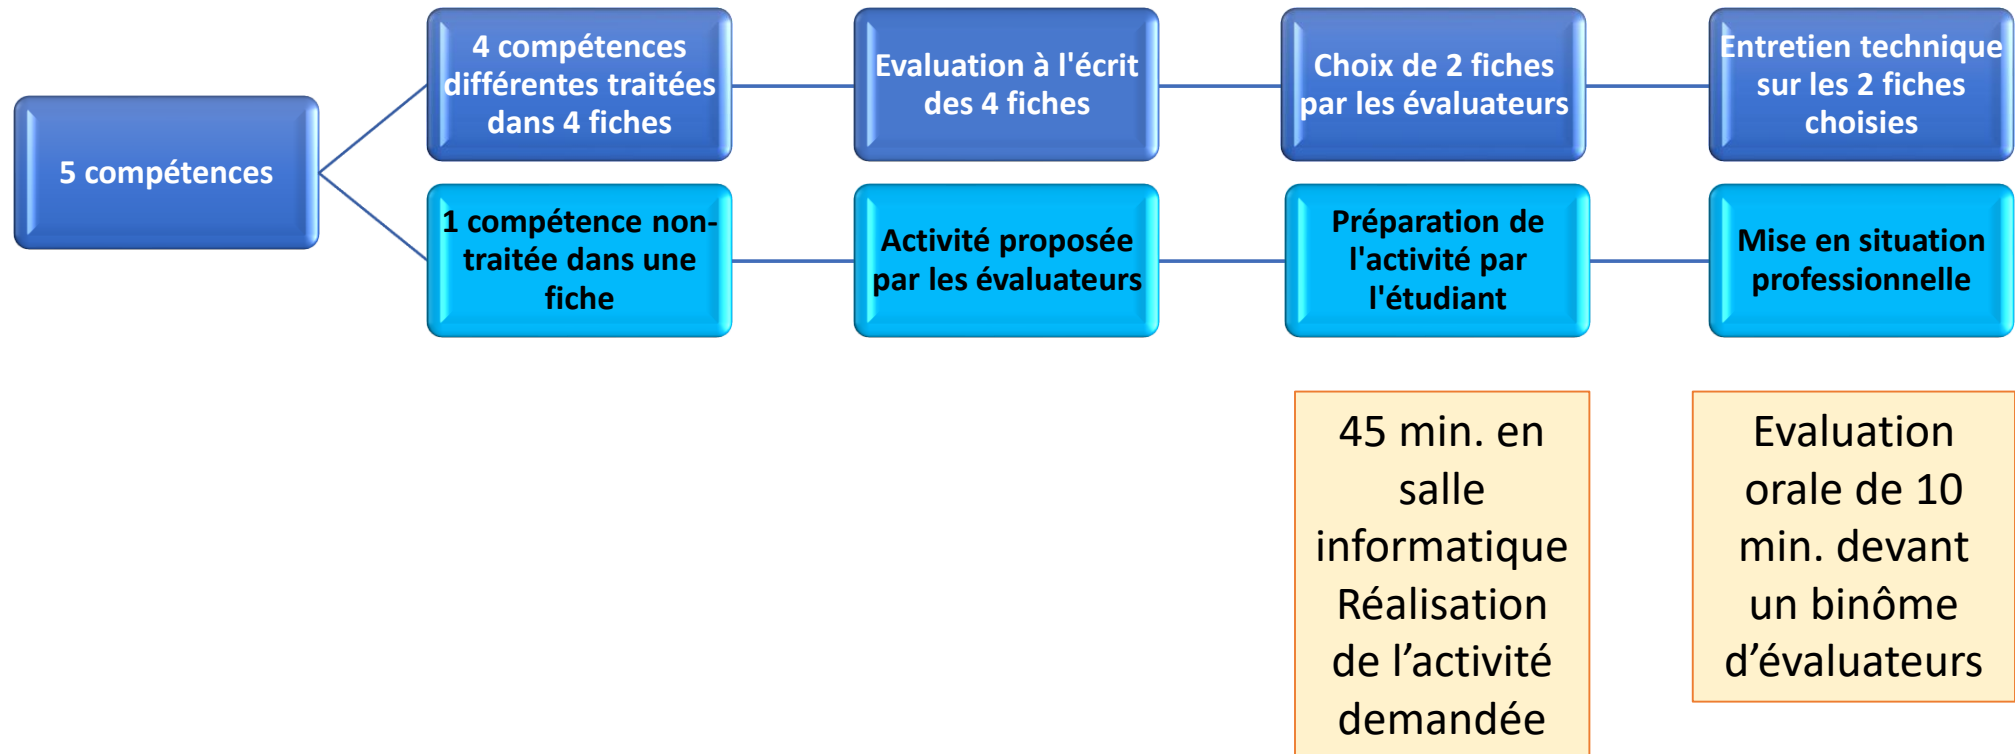 5 compétences
4 compétences
différentes traitées
dans 4 fiches
Evaluation à l'écrit
des 4 fiches
Choix de 2 fiches
par les évaluateurs
Entretien technique
sur les 2 fiches
choisies
1 compétence non-
traitée dans une
fiche
Activité proposée
par les évaluateurs
Préparation de
l'activité par
l'étudiant
Mise en situation
professionnelle
45 min. en
salle
informatique
Réalisation
de l’activité
demandée
Evaluation
orale de 10
min. devant
un binôme
d’évaluateurs